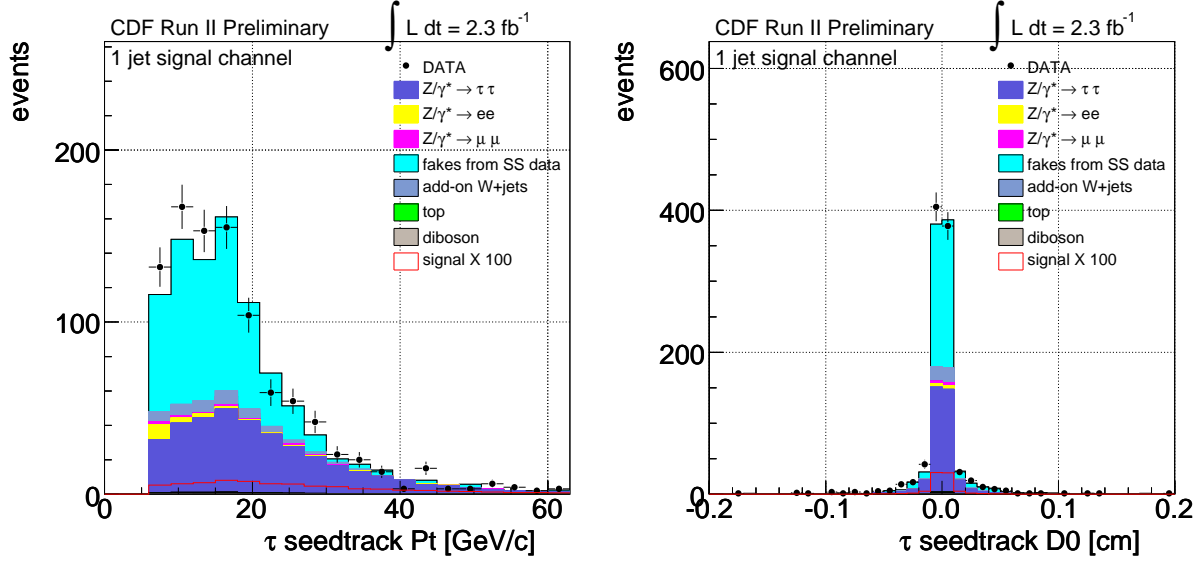 CDF Run II Preliminary
∫ L dt = 2.3 fb⁻¹
1 jet signal channel
DATA
Z/γ* → τ τ
Z/γ* → ee
Z/γ* → μ μ
fakes from SS data
add-on W+jets
top
diboson
signal X 100
events
200
100
0
0 20 40 60
τ seedtrack Pt [GeV/c]
CDF Run II Preliminary
∫ L dt = 2.3 fb⁻¹
1 jet signal channel
DATA
Z/γ* → τ τ
Z/γ* → ee
Z/γ* → μ μ
fakes from SS data
add-on W+jets
top
diboson
signal X 100
events
600
400
200
0
-0.2 -0.1 0.0 0.1 0.2
τ seedtrack D0 [cm]